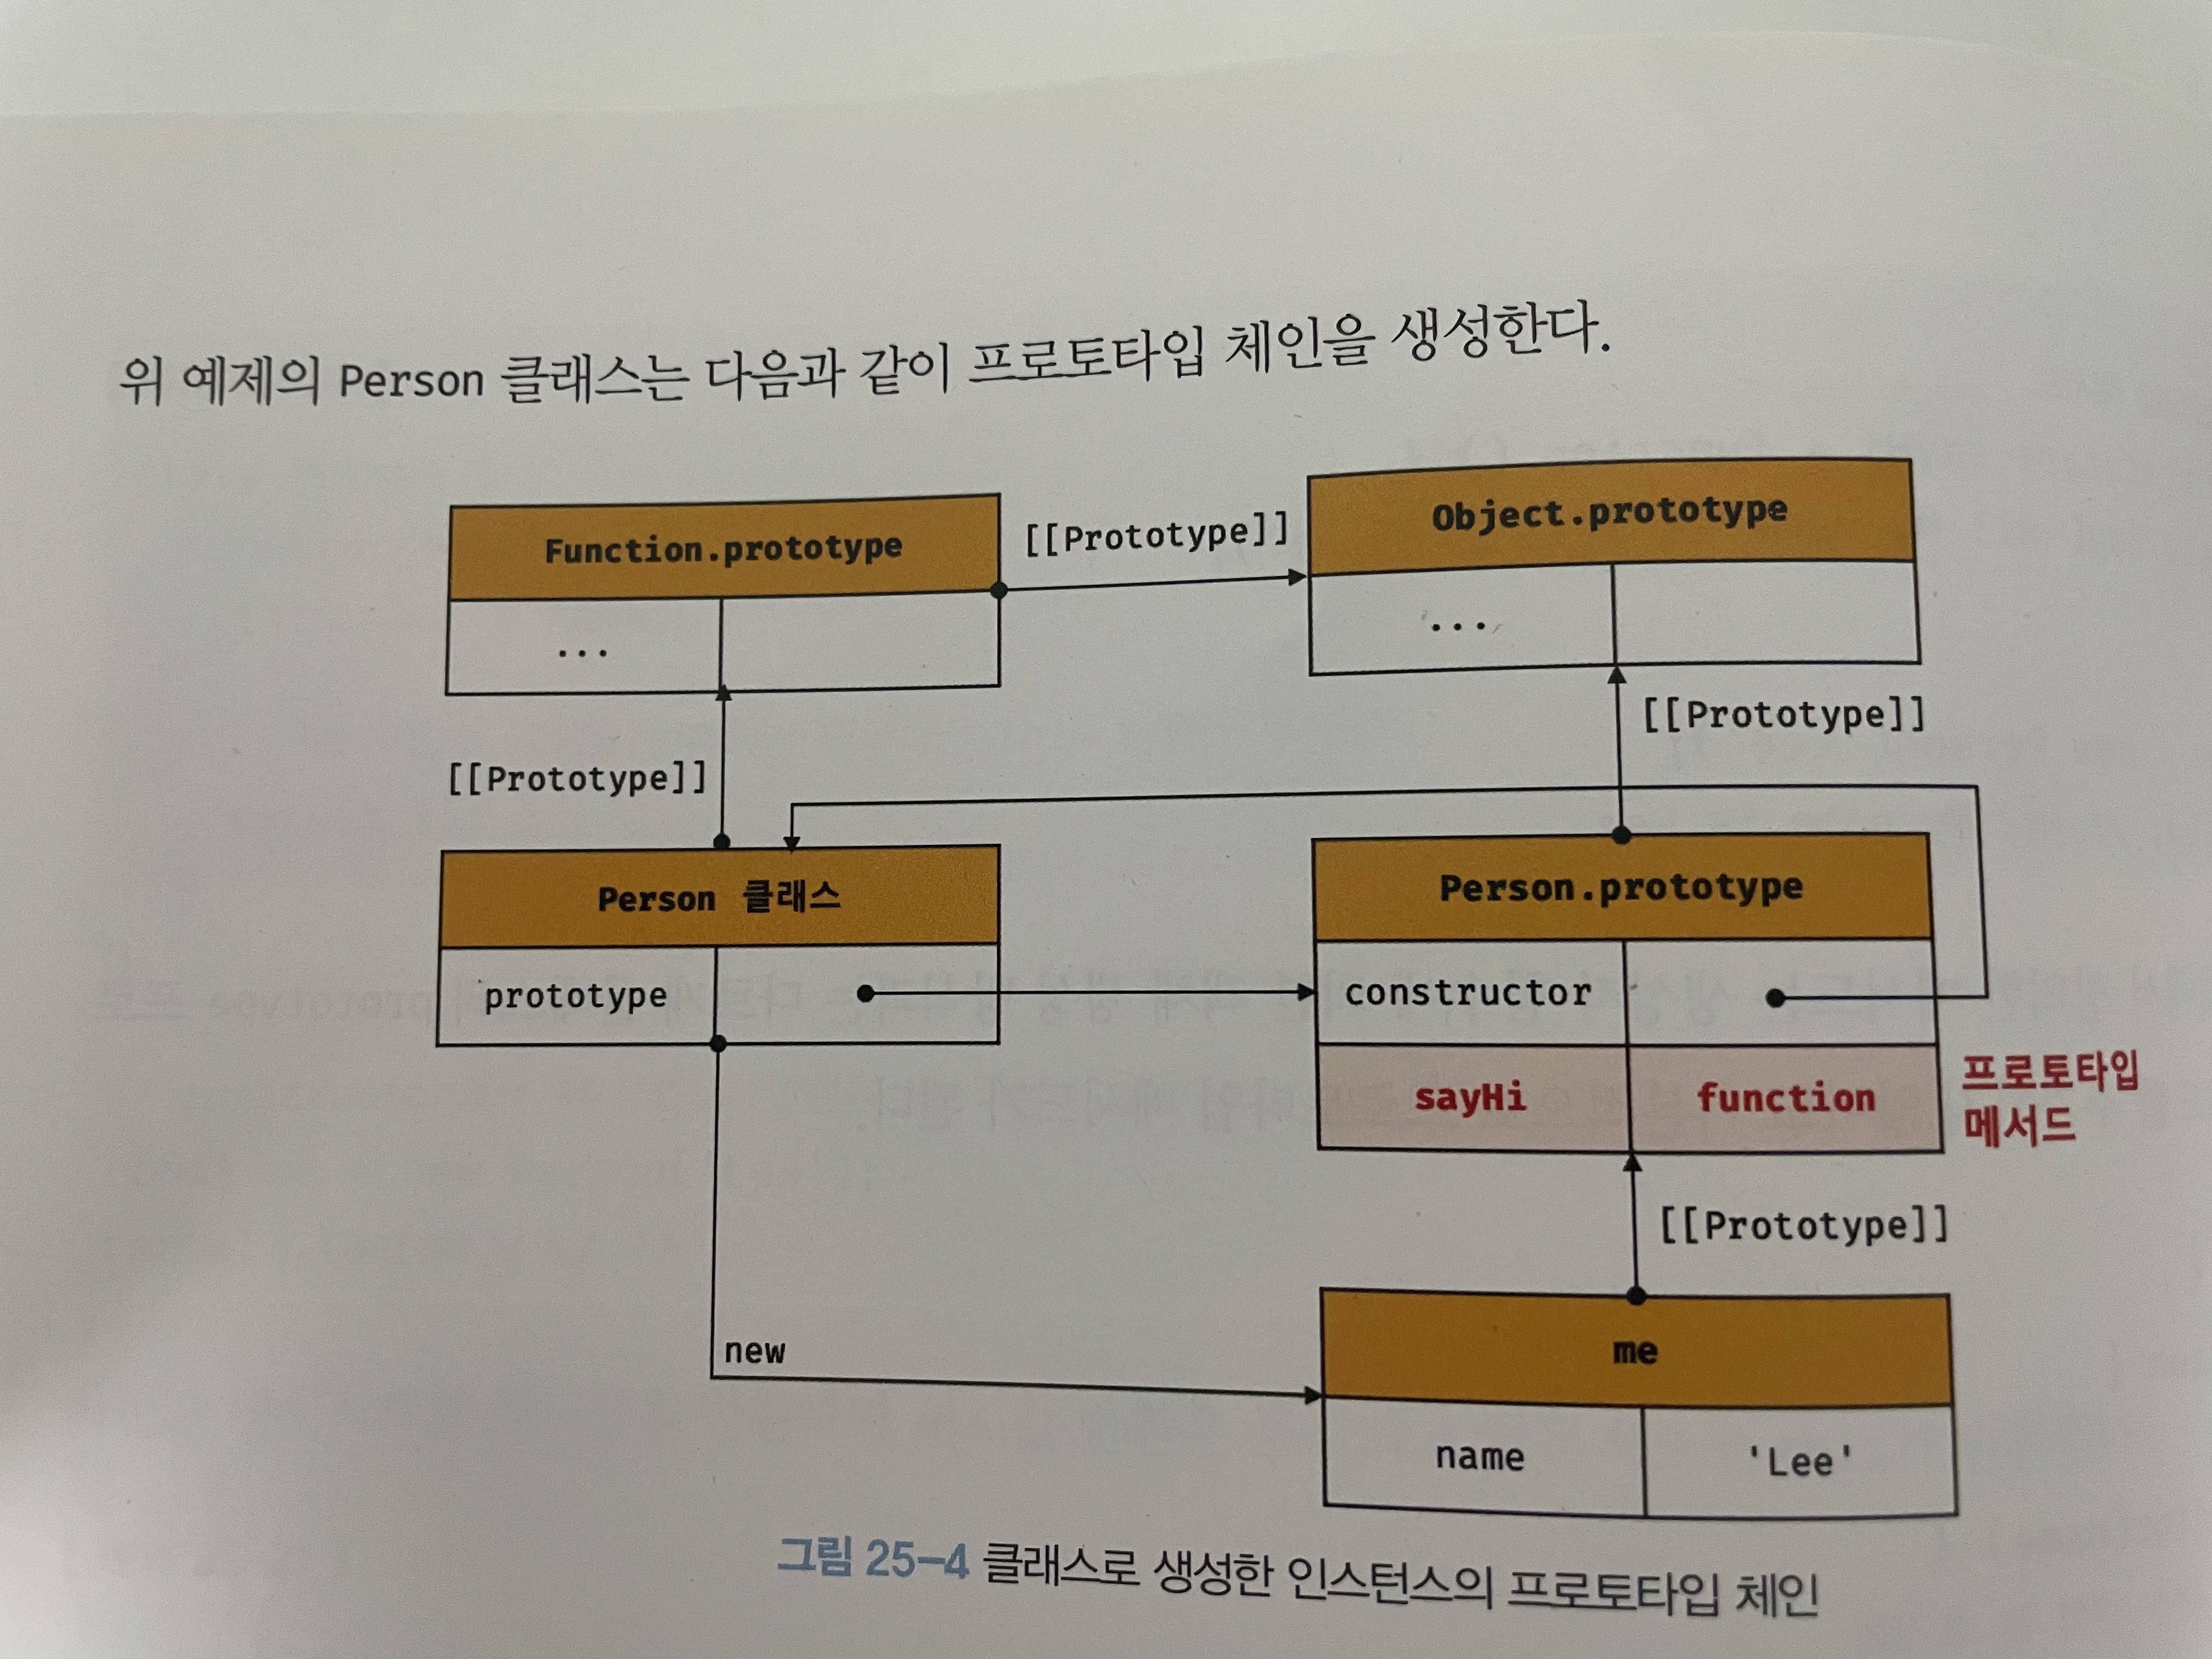 위 예제의 Person 클래스는 다음과 같이 프로토타입 체인을 생성한다.
Function.prototype
[[Prototype]]
Object.prototype
...
...
[[Prototype]]
[[Prototype]]
Person 클래스
Person.prototype
prototype
constructor
sayHi
function
프로토타입
메서드
[[Prototype]]
new
me
name
'Lee'
그림 25-4 클래스로 생성한 인스턴스의 프로토타입 체인